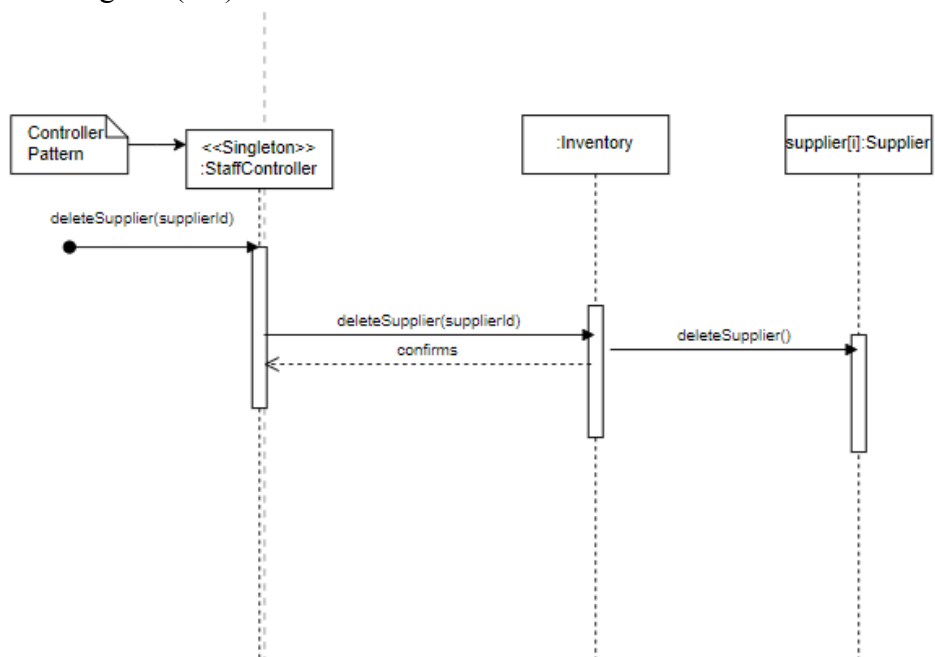 Controller
Pattern
<<Singleton>>
:StaffController
:Inventory
supplier[i]:Supplier
deleteSupplier(supplierId)
deleteSupplier(supplierId)
deleteSupplier()
confirms